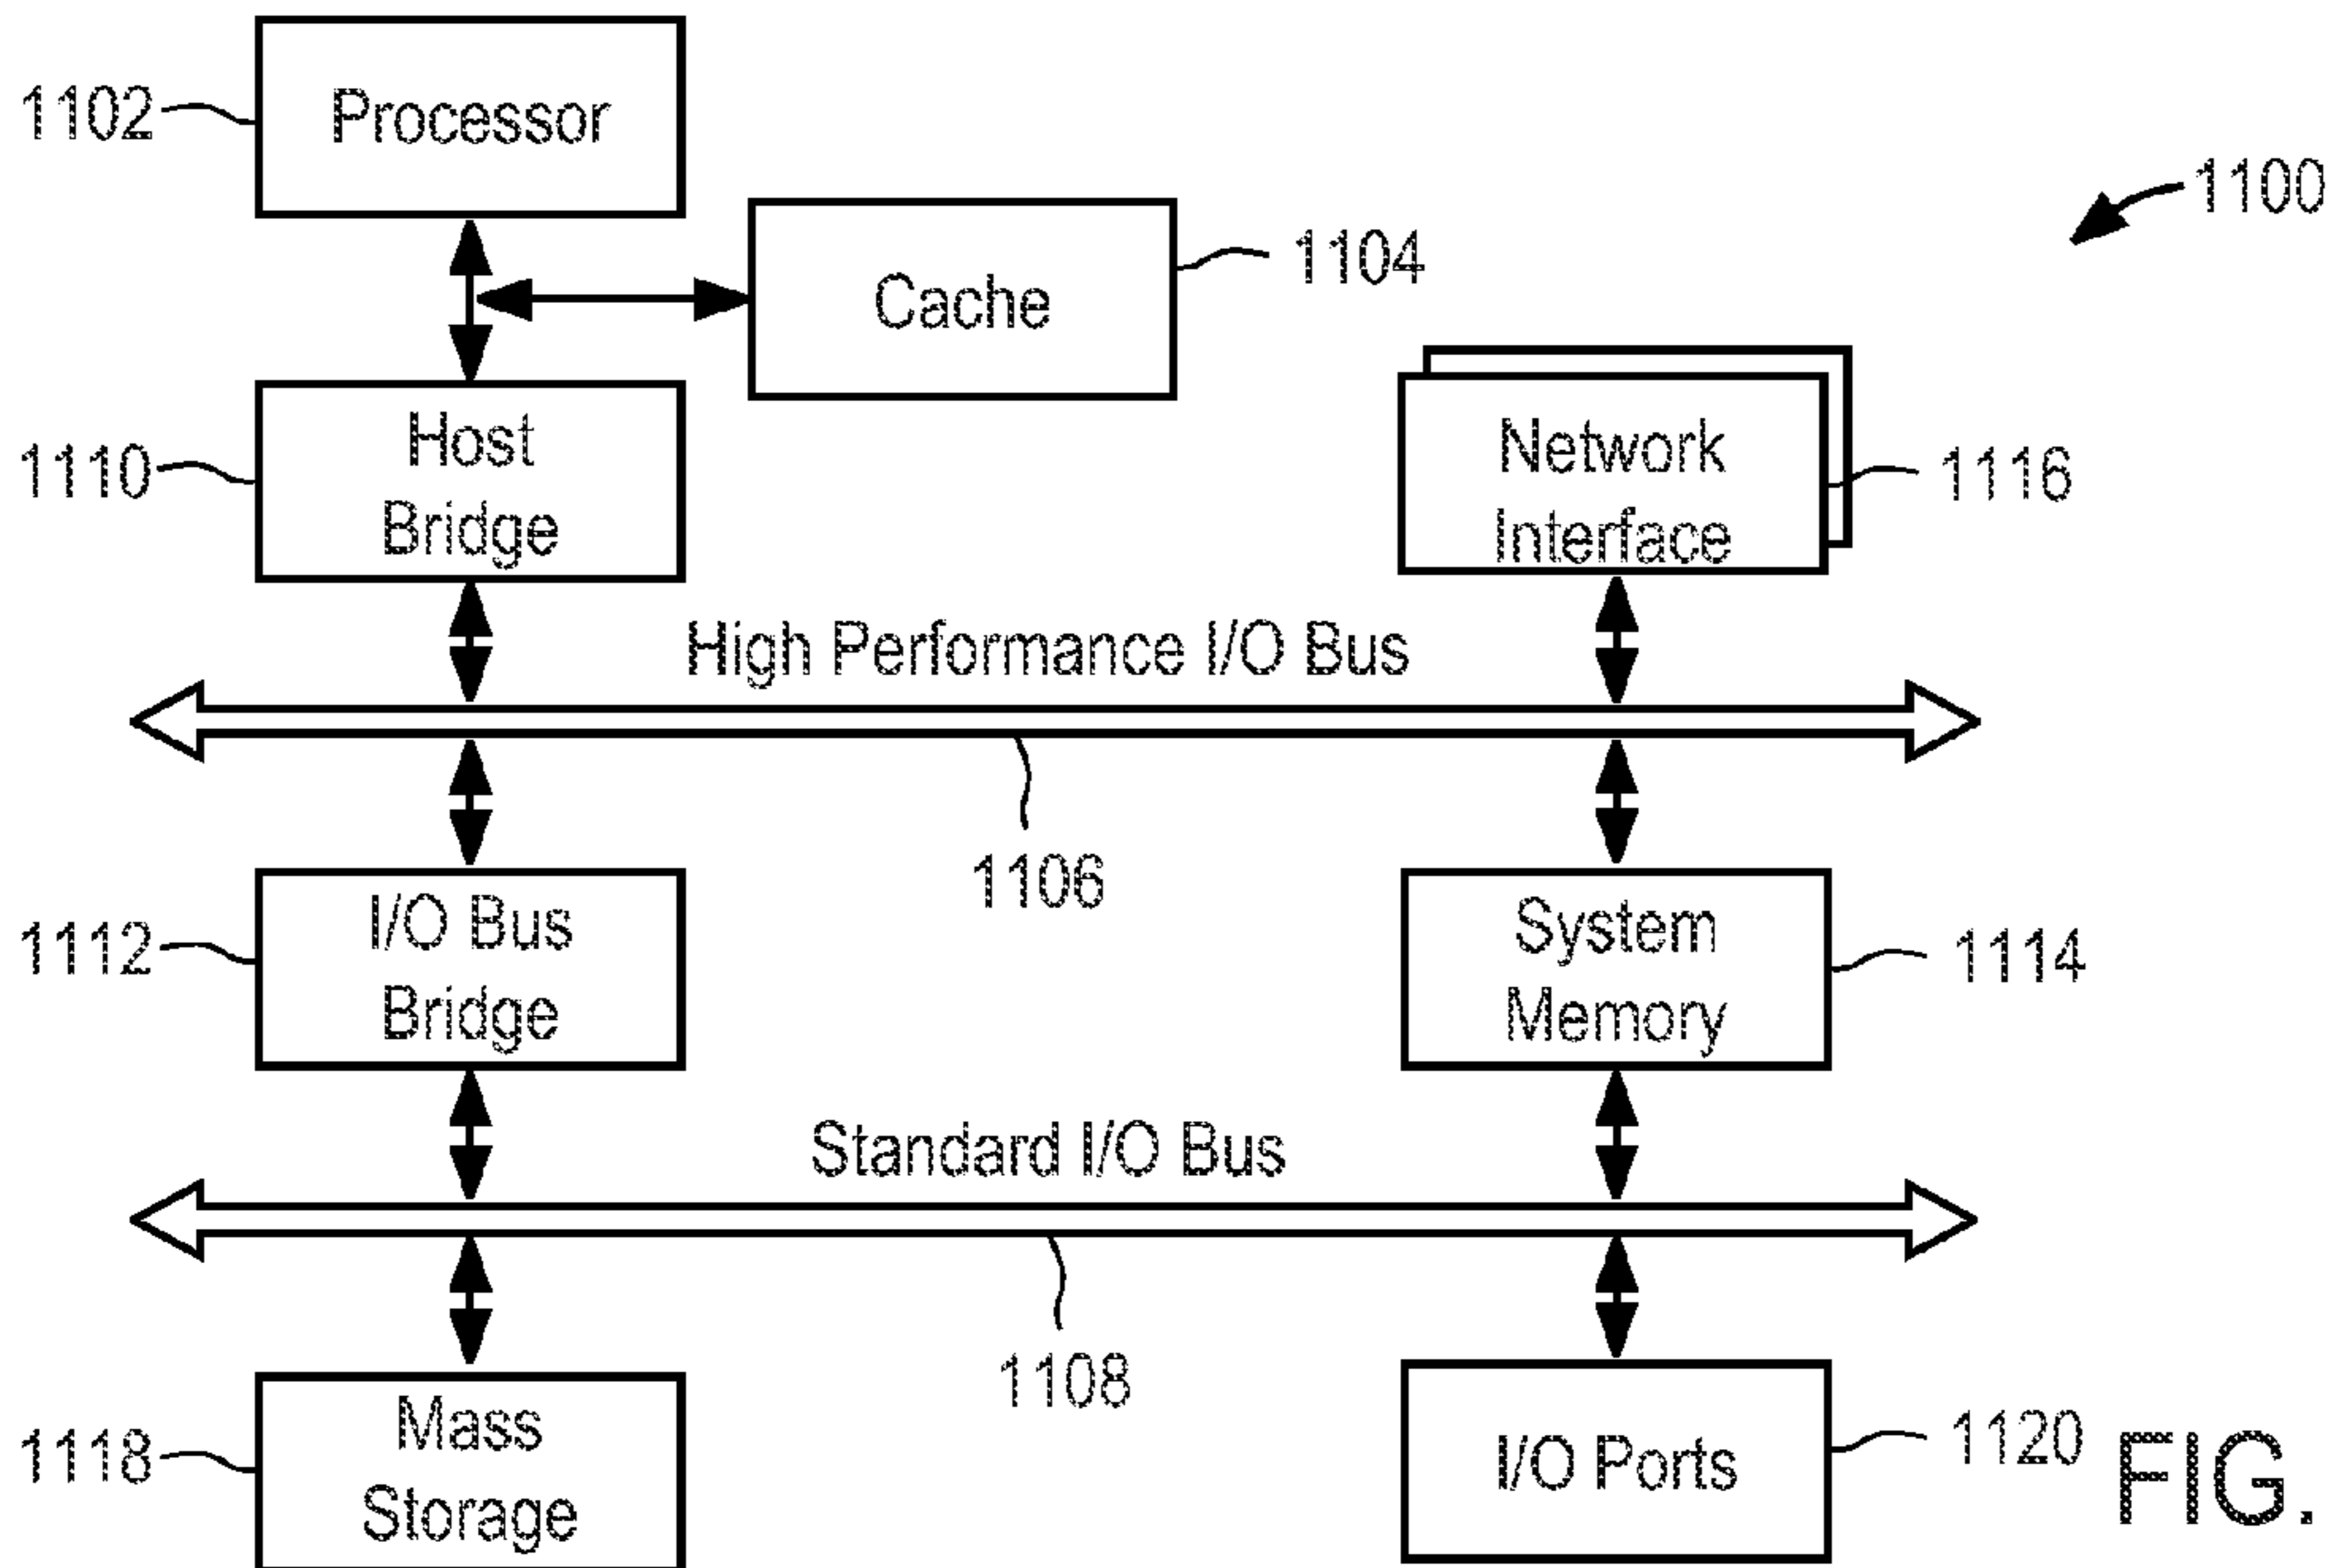 1102
Processor
1100
1104
Cache
1110
Host
Bridge
Network
Interface
1116
High Performance I/O Bus
1106
1112
I/O Bus
Bridge
System
Memory
1114
Standard I/O Bus
1108
1118
Mass
Storage
I/O Ports
1120
FIG.